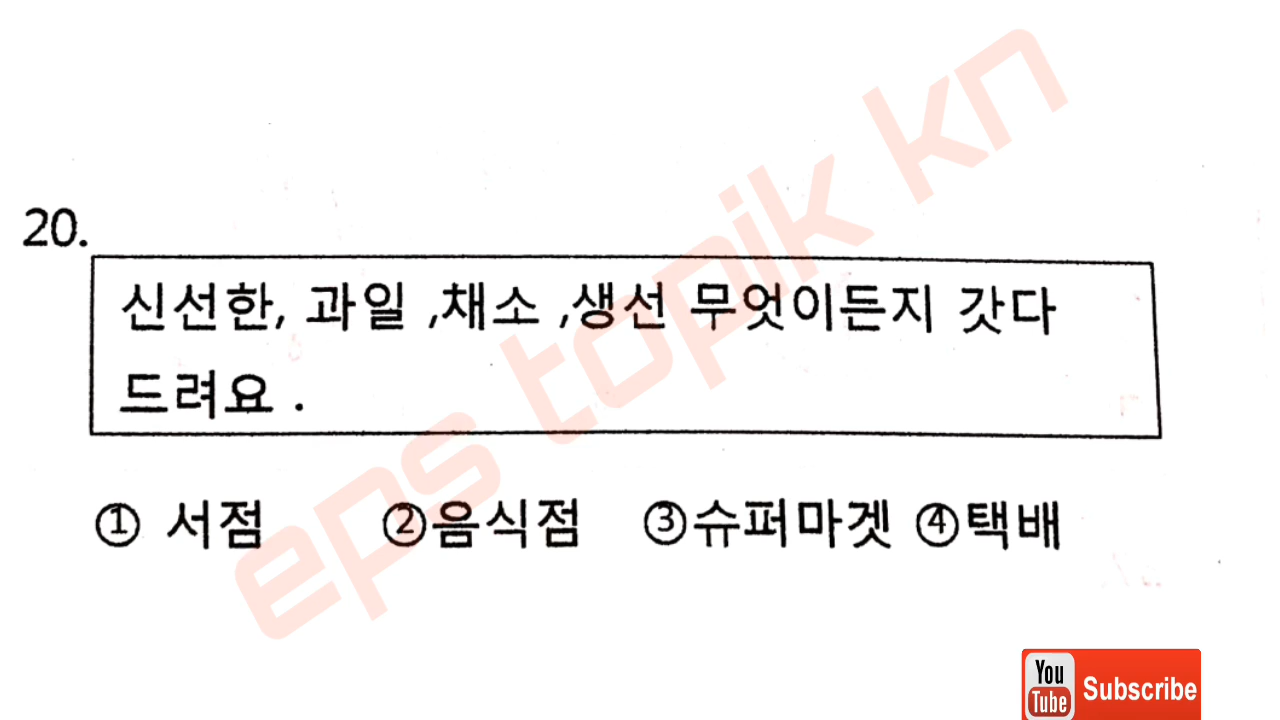 eps topik kn
20.
신선한, 과일 ,채소 ,생선 무엇이든지 갓다
드려요 .
① 서점 ②음식점 ③슈퍼마겟 ④택배
You
Tube Subscribe